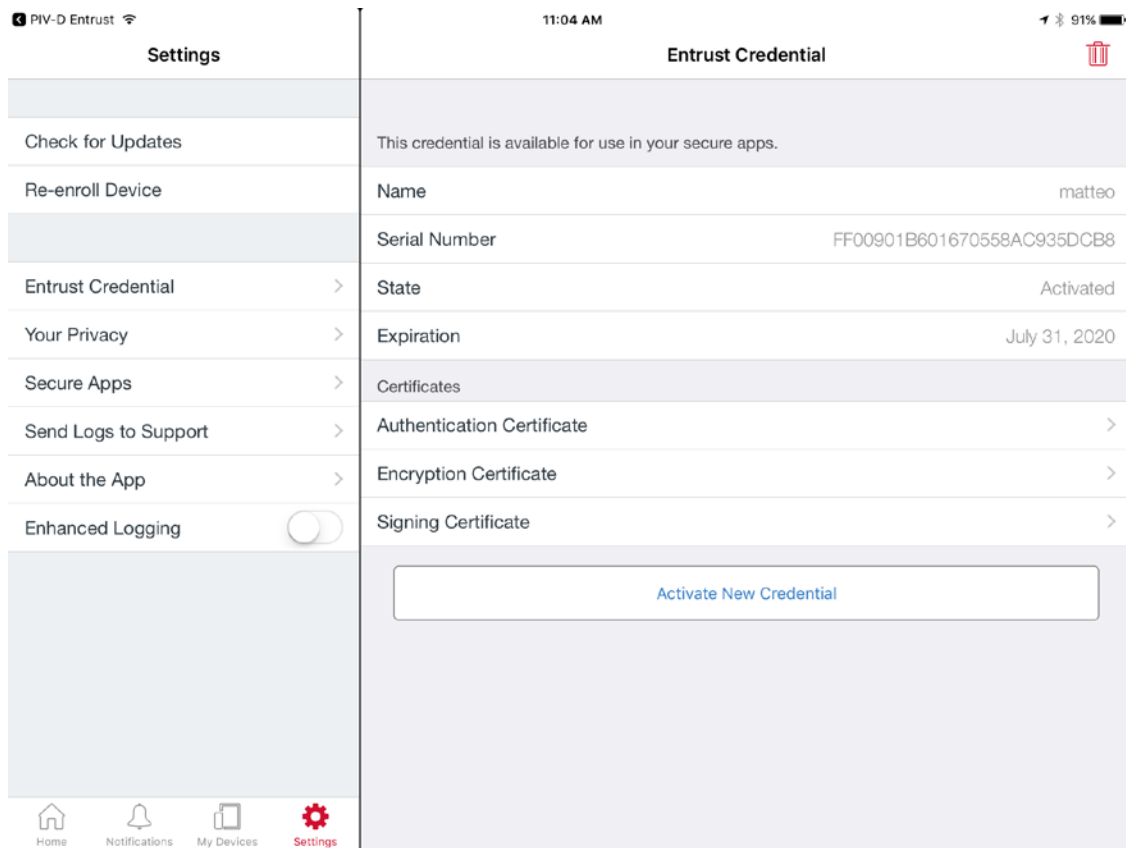 PIV-D Entrust
11:04 AM
91%
Settings
Entrust Credential
Check for Updates
Re-enroll Device
Entrust Credential
Your Privacy
Secure Apps
Send Logs to Support
About the App
Enhanced Logging
This credential is available for use in your secure apps.
Name matteo
Serial Number FF00901B601670558AC935DCB8
State Activated
Expiration July 31, 2020
Certificates
Authentication Certificate
Encryption Certificate
Signing Certificate
Activate New Credential
Home Notifications My Devices Settings